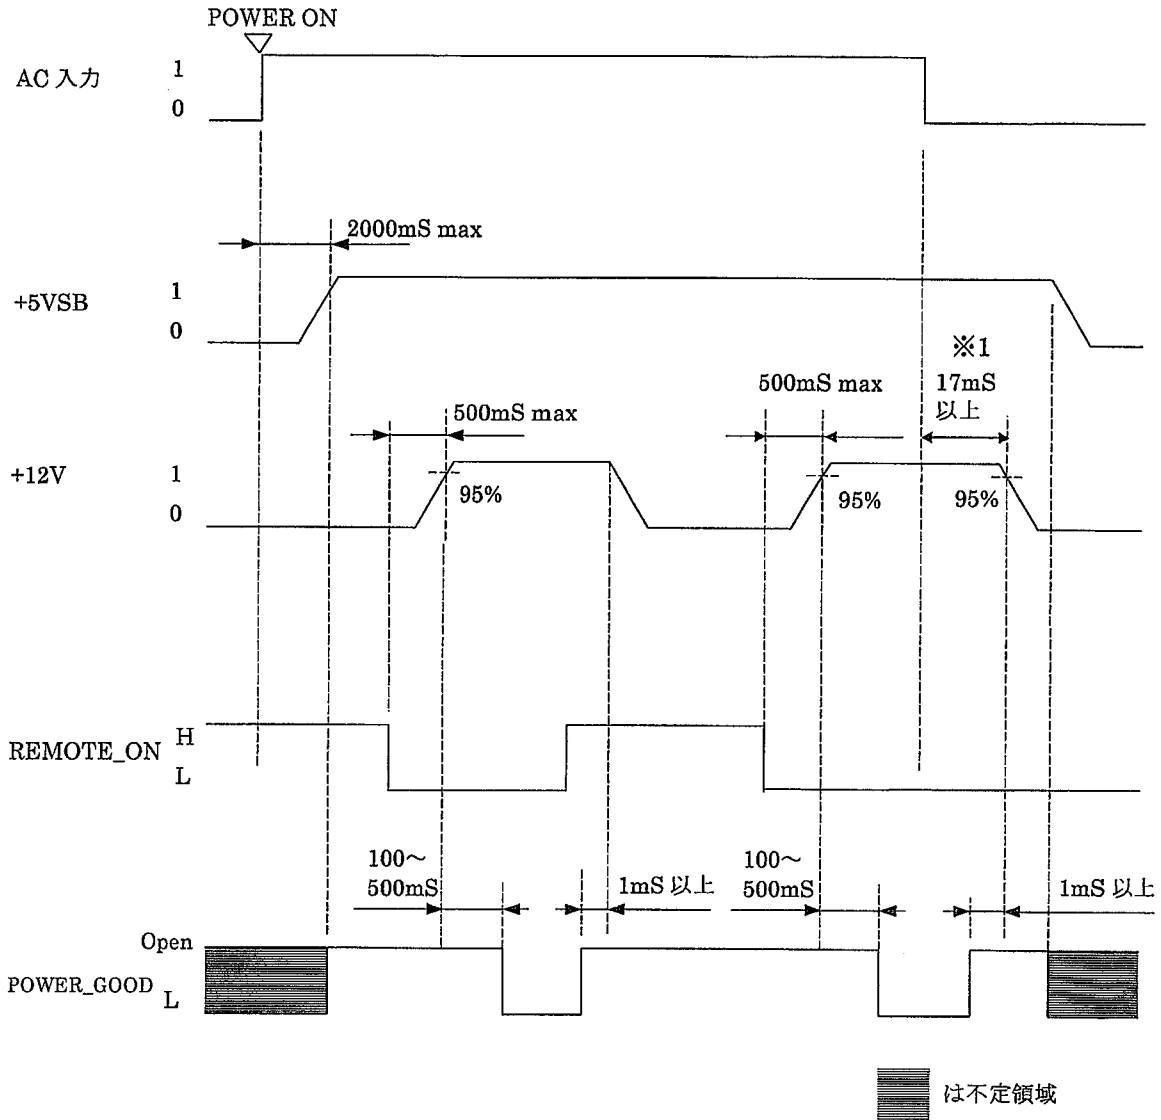 POWER ON
AC 入力
1
0
2000mS max
+5VSB
1
0
※1
500mS max
17mS
以上
500mS max
+12V
1
0
95%
95%
95%
REMOTE_ON
H
L
100～
500mS
1mS 以上
100～
500mS
1mS 以上
Open
POWER_GOOD
L
は不定領域